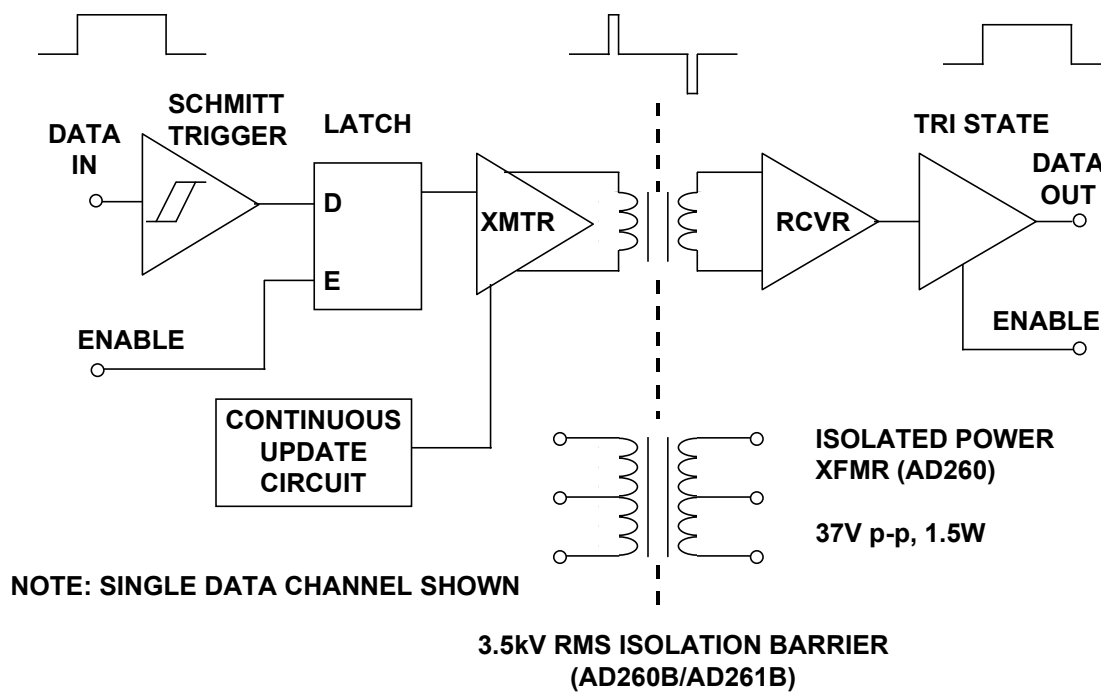 SCHMITT
TRIGGER
LATCH
TRI STATE
DATA
IN
DATA
OUT
D
XMTR
RCVR
E
ENABLE
ENABLE
CONTINUOUS
UPDATE
CIRCUIT
ISOLATED POWER
XFMR (AD260)
37V p-p, 1.5W
NOTE: SINGLE DATA CHANNEL SHOWN
3.5kV RMS ISOLATION BARRIER
(AD260B/AD261B)